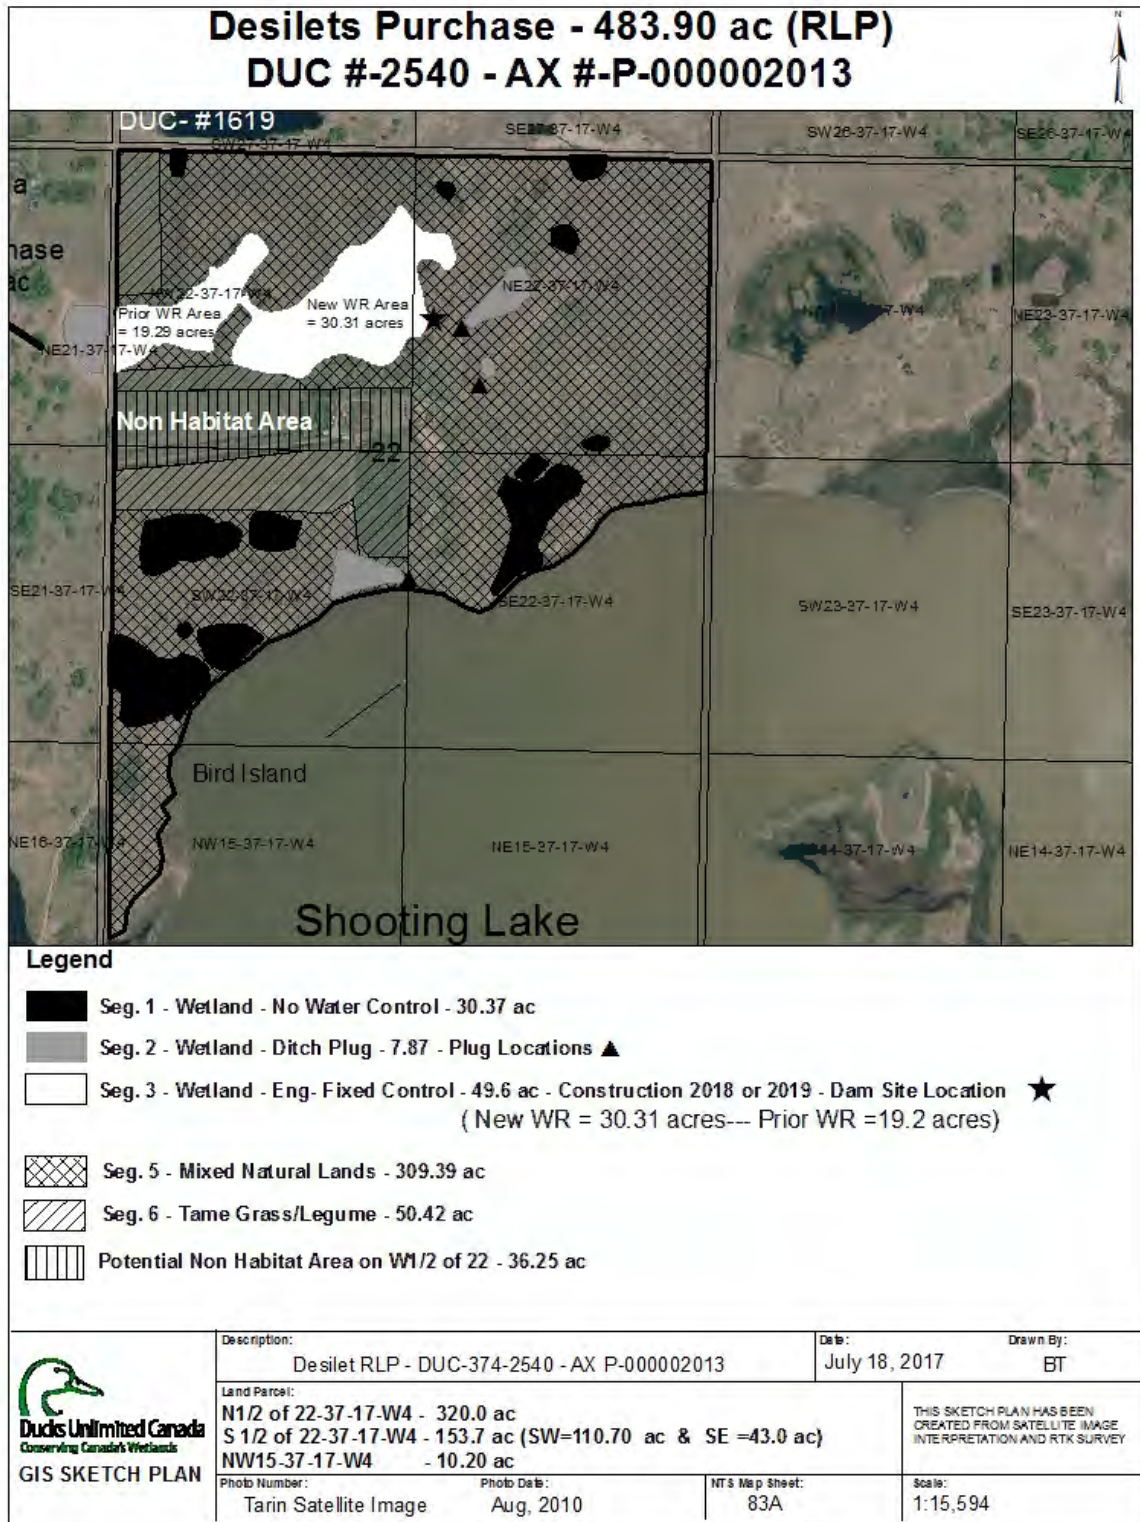 Desilets Purchase - 483.90 ac (RLP)
DUC #-2540 - AX #-P-000002013
N
DUC- #1619
SW27-37-17-W4
SE27-37-17-W4
SW26-37-17-W4
SE26-37-17-W4
a
hase
ac
NW22-37-17-W4
NE22-37-17-W4
7-W4
NE23-37-17-W4
Prior WR Area
= 19.29 acres
New WR Area
= 30.31 acres
NE21-37-17-W4
Non Habitat Area
22
SE21-37-17-W4
SW22-37-17-W4
SE22-37-17-W4
SW23-37-17-W4
SE23-37-17-W4
Bird Island
NE16-37-17-W4
NW15-37-17-W4
NE15-37-17-W4
14-37-17-W4
NE14-37-17-W4
Shooting Lake
Legend
Seg. 1 - Wetland - No Water Control - 30.37 ac
Seg. 2 - Wetland - Ditch Plug - 7.87 - Plug Locations ▲
Seg. 3 - Wetland - Eng- Fixed Control - 49.6 ac - Construction 2018 or 2019 - Dam Site Location ★
( New WR = 30.31 acres--- Prior WR =19.2 acres)
Seg. 5 - Mixed Natural Lands - 309.39 ac
Seg. 6 - Tame Grass/Legume - 50.42 ac
Potential Non Habitat Area on W1/2 of 22 - 36.25 ac
Ducks Unlimited Canada
Conserving Canada's Wetlands
GIS SKETCH PLAN
Description:
Desilet RLP - DUC-374-2540 - AX P-000002013
Date:
July 18, 2017
Drawn By:
BT
Land Parcel:
N1/2 of 22-37-17-W4 - 320.0 ac
S 1/2 of 22-37-17-W4 - 153.7 ac (SW=110.70 ac & SE =43.0 ac)
NW15-37-17-W4 - 10.20 ac
THIS SKETCH PLAN HAS BEEN
CREATED FROM SATELLITE IMAGE
INTERPRETATION AND RTK SURVEY
Photo Number:
Tarin Satellite Image
Photo Date:
Aug, 2010
NTS Map Sheet:
83A
Scale:
1:15,594